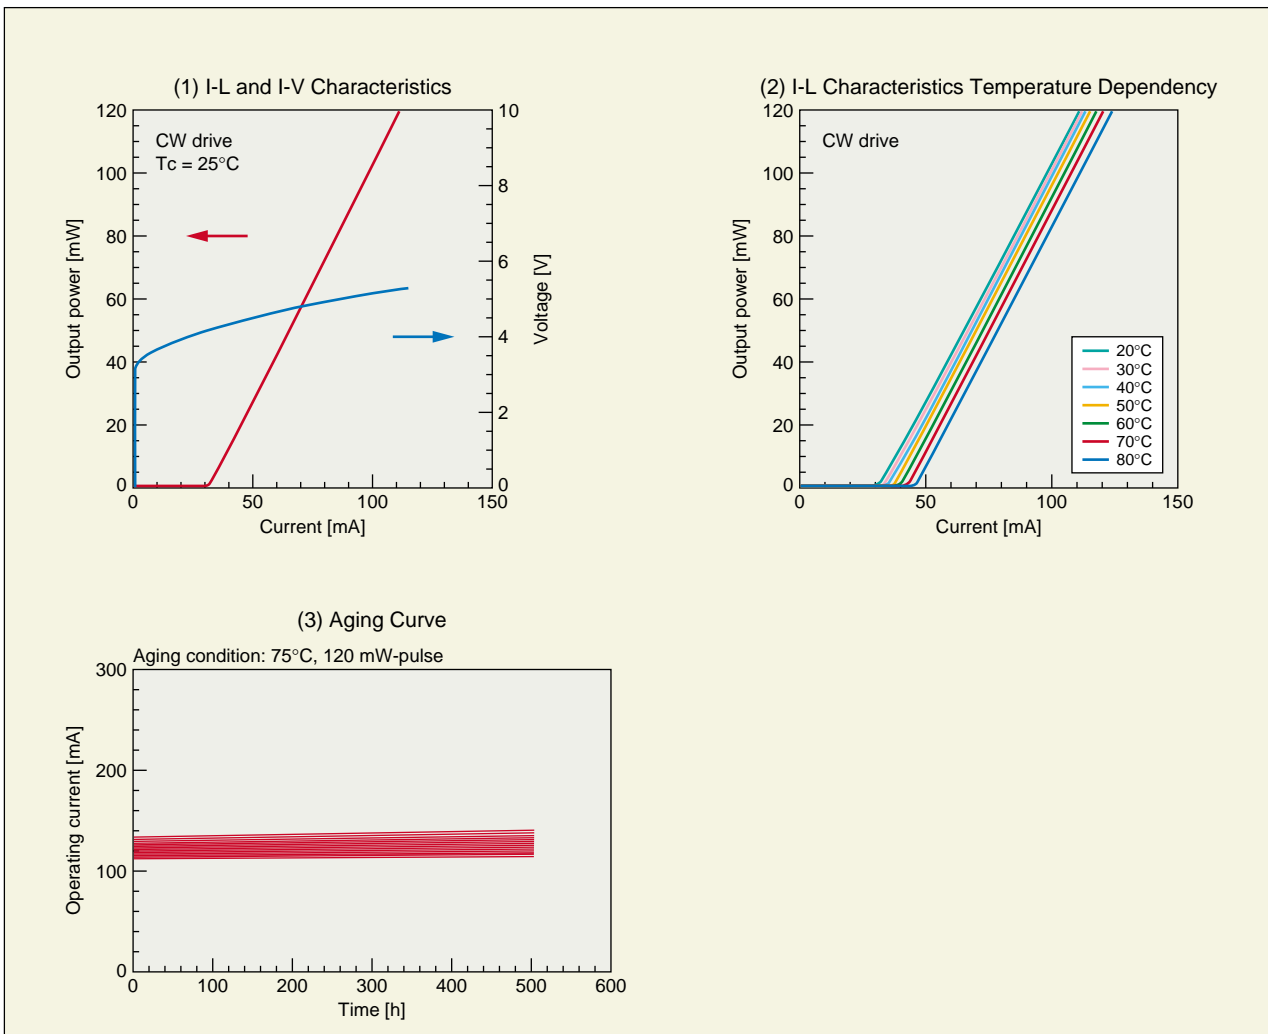 (1) I-L and I-V Characteristics
120
100
80
60
40
20
0
Output power [mW]
CW drive
Tc = 25°C
10
8
6
4
2
0
Voltage [V]
0 50 100 150
Current [mA]
(2) I-L Characteristics Temperature Dependency
120
100
80
60
40
20
0
Output power [mW]
CW drive
20°C
30°C
40°C
50°C
60°C
70°C
80°C
0 50 100 150
Current [mA]
(3) Aging Curve
Aging condition: 75°C, 120 mW-pulse
300
200
100
0
Operating current [mA]
0 100 200 300 400 500 600
Time [h]